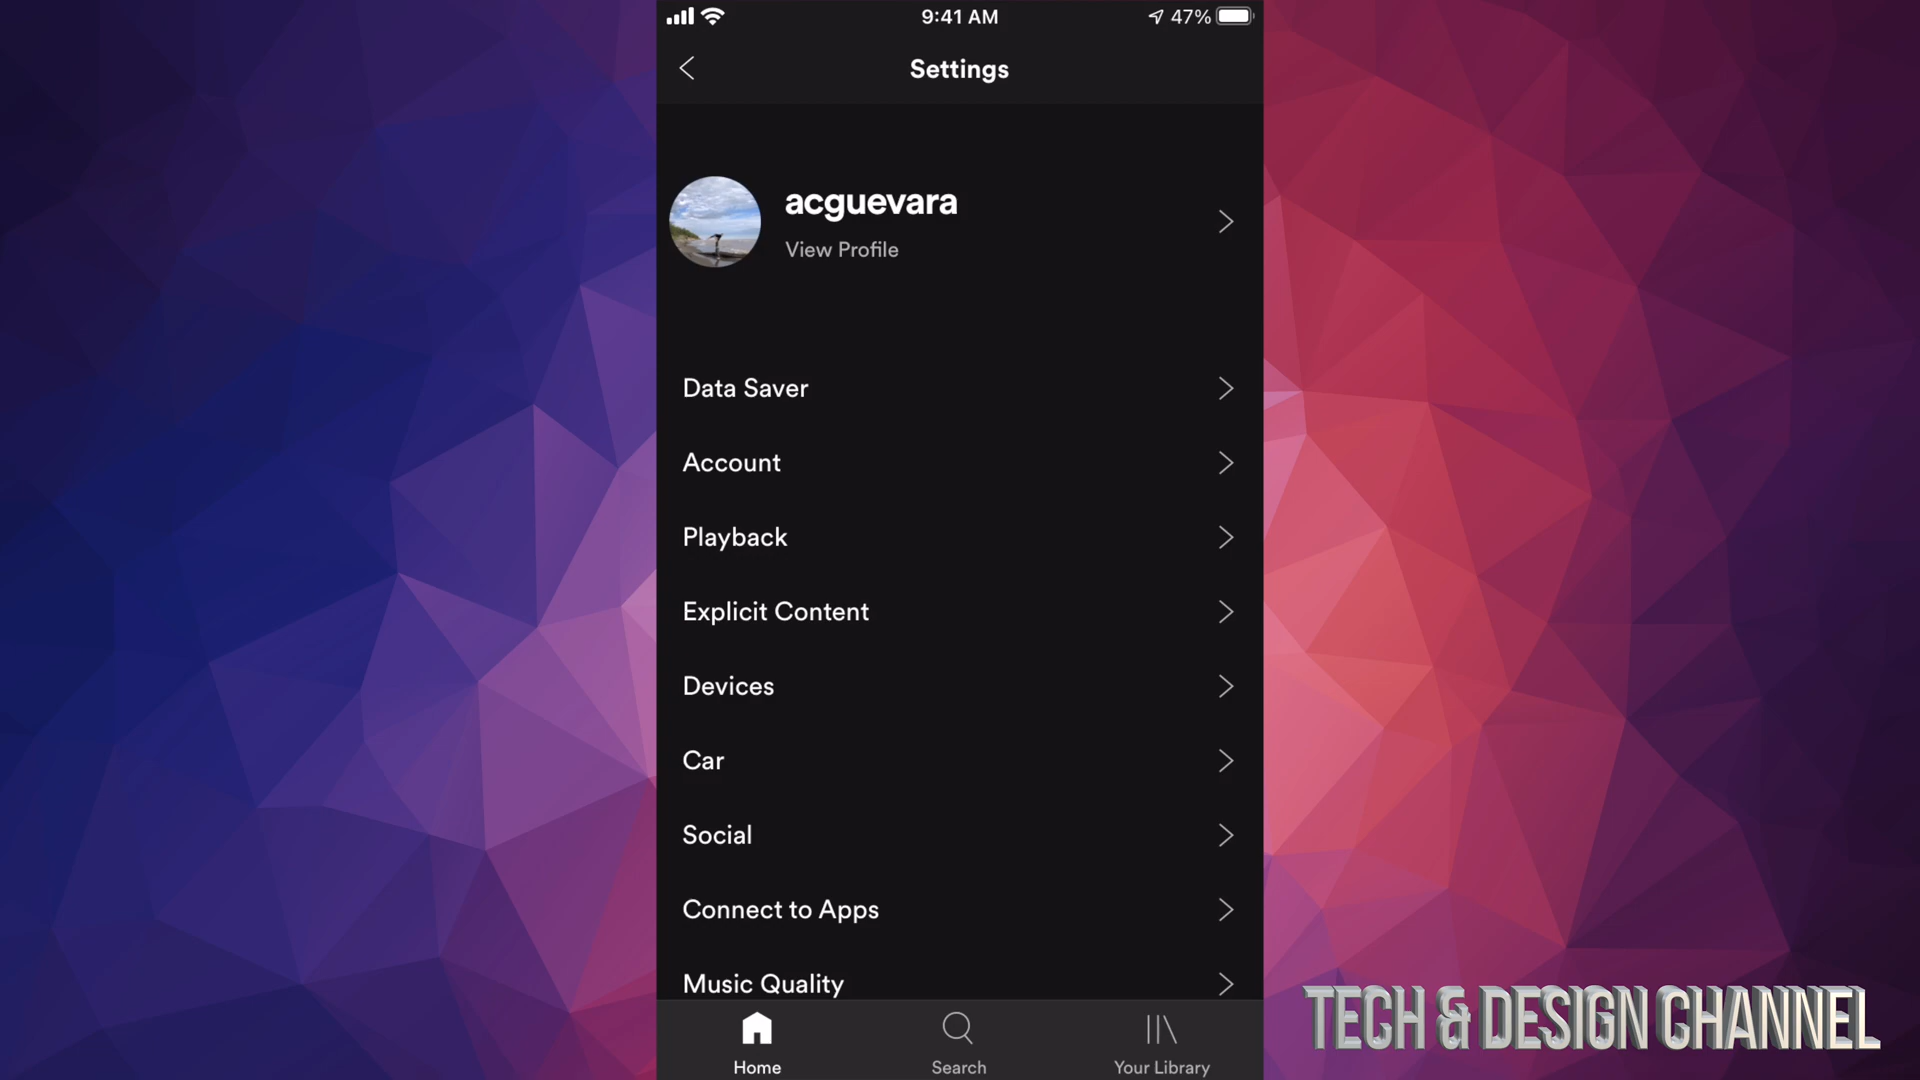 9:41 AM
47%
Settings
acguevara
View Profile
Data Saver
Account
Playback
Explicit Content
Devices
Car
Social
Connect to Apps
Music Quality
Home
Search
Your Library
TECH & DESIGN CHANNEL